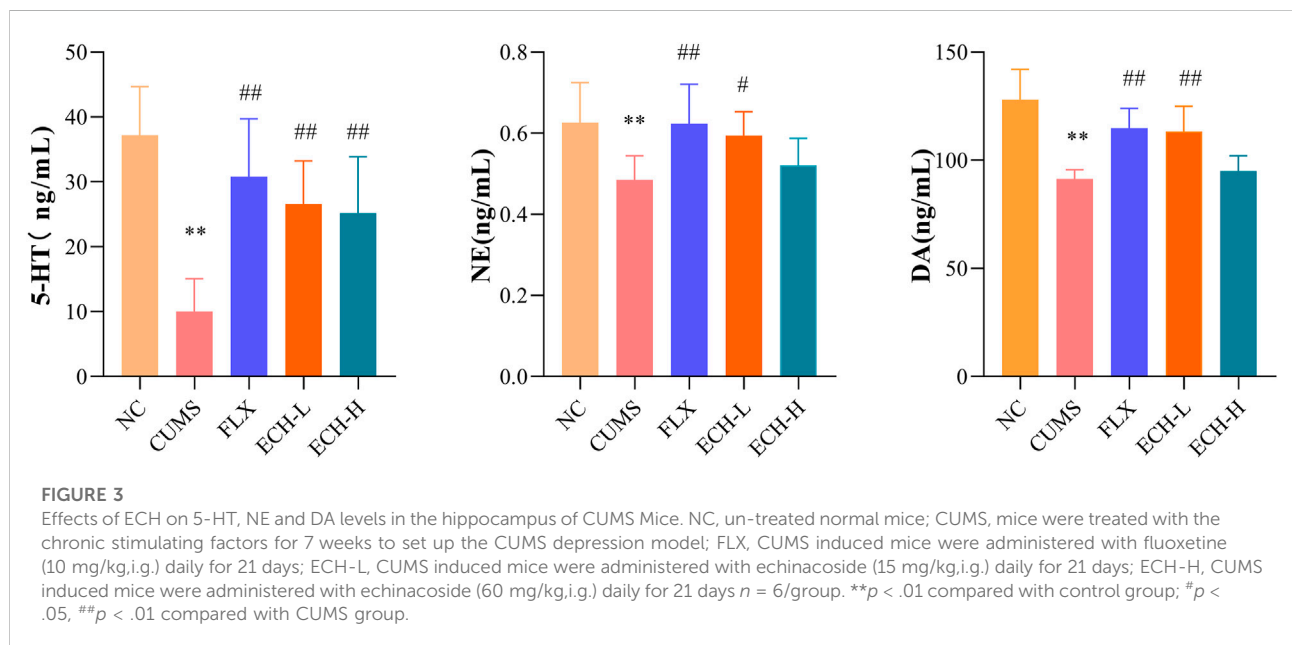 50
40
30
20
10
0
5-HT( ng/mL)
##
**
##
##
NC
CUMS
FLX
ECH-L
ECH-H
0.8
0.6
0.4
0.2
0.0
NE(ng/mL)
**
##
#
NC
CUMS
FLX
ECH-L
ECH-H
150
100
50
0
DA(ng/mL)
**
##
##
NC
CUMS
FLX
ECH-L
ECH-H
FIGURE 3
Effects of ECH on 5-HT, NE and DA levels in the hippocampus of CUMS Mice. NC, un-treated normal mice; CUMS, mice were treated with the
chronic stimulating factors for 7 weeks to set up the CUMS depression model; FLX, CUMS induced mice were administered with fluoxetine
(10 mg/kg,i.g.) daily for 21 days; ECH-L, CUMS induced mice were administered with echinacoside (15 mg/kg,i.g.) daily for 21 days; ECH-H, CUMS
induced mice were administered with echinacoside (60 mg/kg,i.g.) daily for 21 days n = 6/group. **p < .01 compared with control group; #p <
.05, ##p < .01 compared with CUMS group.